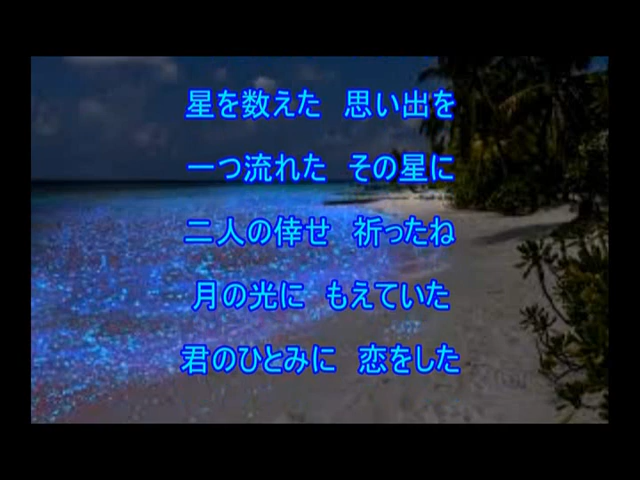 星を数えた　思い出を
一つ流れた　その星に
二人の倖せ　祈ったね
月の光に　もえていた
君のひとみに　恋をした